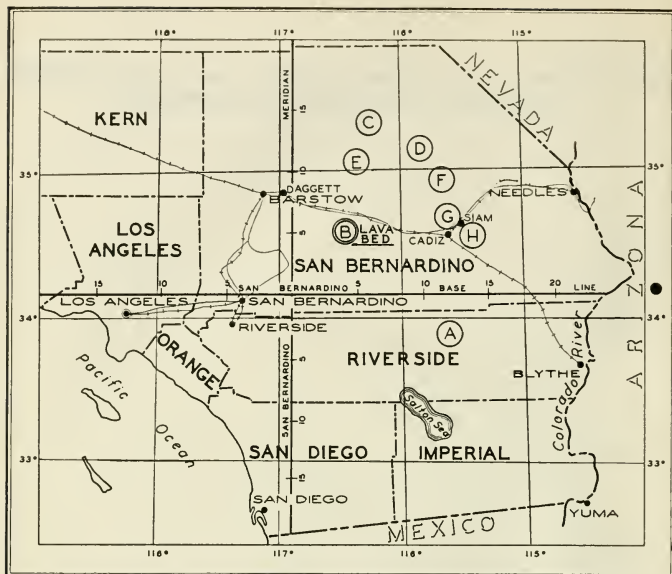 118° 117° 116° 115°
NEVADA
KERN
MERIDIAN
15
C
D
E
F
35°
35°
DAGGETT
BARSTOW
NEEDLES
G
SIAM
LOS ANGELES
5
B
LAVA BED
CADIZ
H
SAN BERNARDINO
ARIZONA
15 10 5 SAN BERNARDINO 5 10 BASE 15 LINE 22
LOS ANGELES
SAN BERNARDINO
34°
34°
RIVERSIDE
A
ORANGE
SAN BERNARDINO
RIVERSIDE
BLYTHE
Pacific Ocean
Salton Sea
Colorado River
10
SAN DIEGO
IMPERIAL
33°
33°
15
SAN DIEGO
YUMA
MEXICO
116° 117° 116° 115°